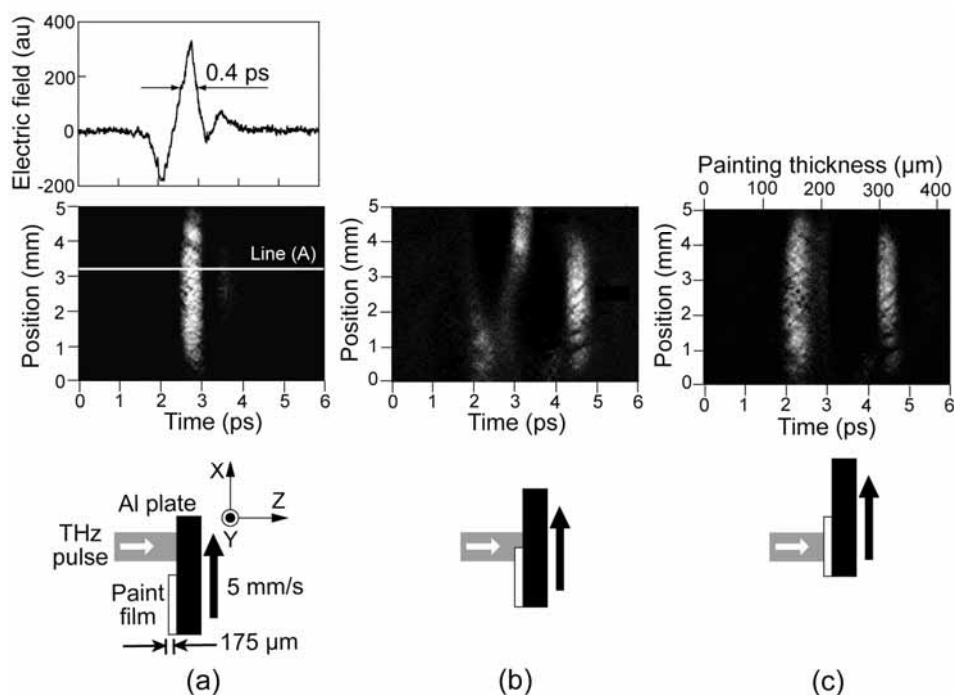 400
200
0
-200
Electric field (au)
0.4 ps
5
4
3
2
1
0
Position (mm)
Line (A)
0 1 2 3 4 5 6
Time (ps)
5
4
3
2
1
0
Position (mm)
0 1 2 3 4 5 6
Time (ps)
Painting thickness (μm)
0 100 200 300 400
5
4
3
2
1
0
Position (mm)
0 1 2 3 4 5 6
Time (ps)
X
Z
Y
Al plate
THz
pulse
Paint
film
5 mm/s
175 μm
(a)
(b)
(c)